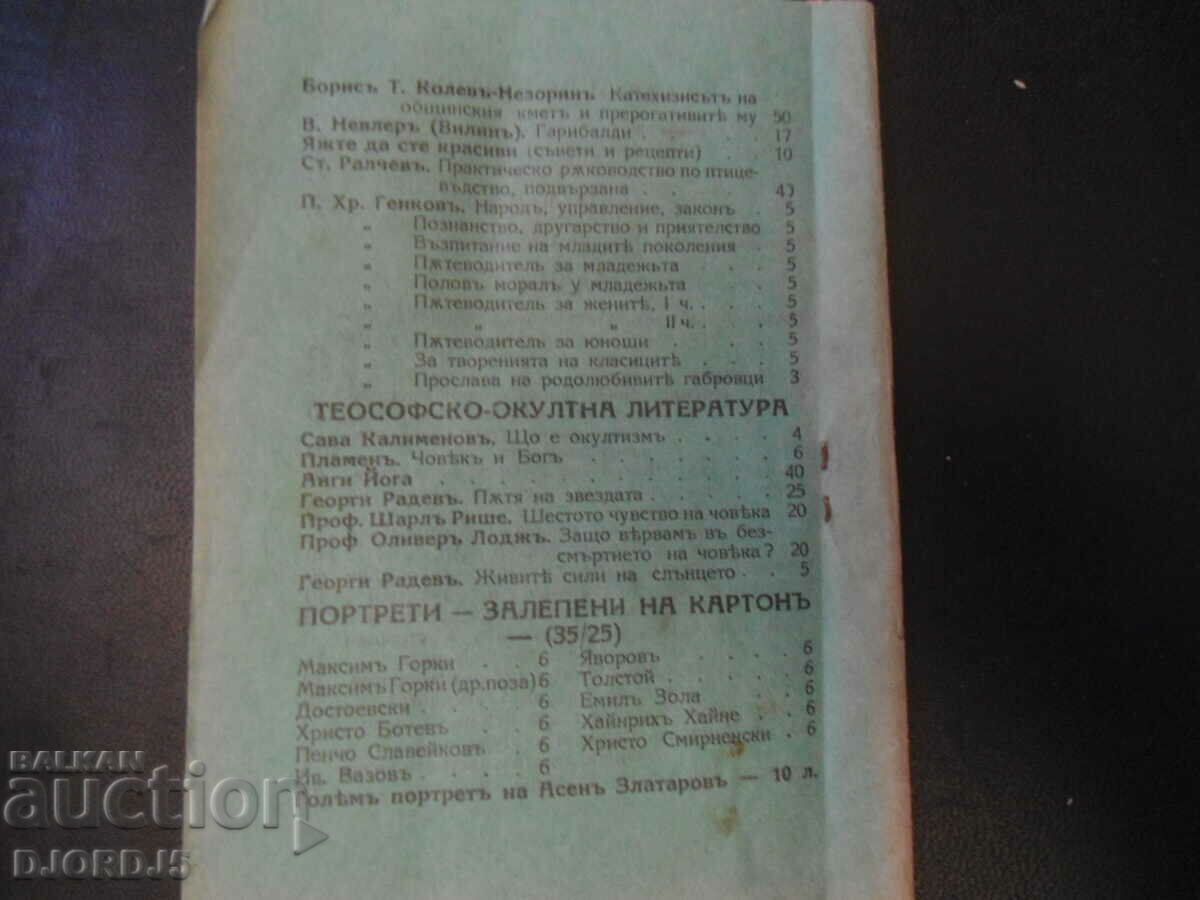 Борисъ Т. Колевъ-Незоринъ. Катехизисътъ на
общинския кметъ и прерогативитѣ му 50
В. Невлеръ (Вилинъ). Гарибалди . . . . 17
Яжте да сте красиви (съвети и рецепти) . . 10
Ст. Ралчевъ. Практическо рѫководство по птице-
въдство, подвързана . . . . 40
П. Хр. Генковъ. Народъ, управление, законъ . 5
„ Познанство, другарство и приятелство 5
„ Възпитание на младитѣ поколения . 5
„ Пѫтеводитель за младежьта . . . 5
„ Половъ моралъ у младежьта . . . 5
„ Пѫтеводитель за женитѣ, I ч. . . . 5
„ „ „ II ч. . . . 5
„ Пѫтеводитель за юноши . . . . 5
„ За творенията на класицитѣ . . . 5
„ Прослава на родолюбивитѣ габровци 3
ТЕОСОФСКО-ОКУЛТНА ЛИТЕРАТУРА
Сава Калименовъ. Що е окултизмъ . . . . 4
Пламенъ. Човѣкъ и Богъ . . . . . . . 6
Анги Йога . . . . . . . . . . . 40
Георги Радевъ. Пѫтя на звездата . . . . . 25
Проф. Шарлъ Рише. Шестото чувство на човѣка 20
Проф Оливеръ Лоджъ. Защо вѣрвамъ въ без-
смъртието на човѣка? 20
Георги Радевъ. Живитѣ сили на слънцето . . 5
ПОРТРЕТИ — ЗАЛЕПЕНИ НА КАРТОНЪ
— (35/25)
Максимъ Горки . . 6 Яворовъ . . . . 6
Максимъ Горки (др. поза) 6 Толстой . . . . . 6
Достоевски . . . . 6 Емилъ Зола . . 6
Христо Ботевъ . . 6 Хайнрихъ Хайне . . 6
Пенчо Славейковъ . 6 Христо Смирненски . 6
Ив. Вазовъ . . . . 6
Голѣмъ портретъ на Асенъ Златаровъ — 10 л.
BALKAN
auction
DJORDJ5